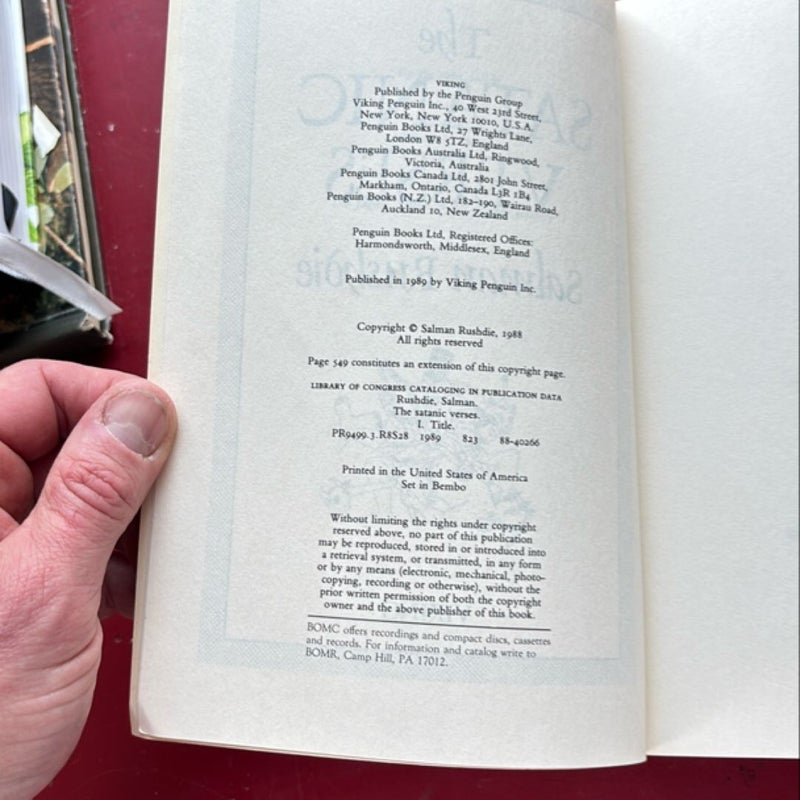 VIKING
Published by the Penguin Group
Viking Penguin Inc., 40 West 23rd Street,
New York, New York 10010, U.S.A.
Penguin Books Ltd, 27 Wrights Lane,
London W8 5TZ, England
Penguin Books Australia Ltd, Ringwood,
Victoria, Australia
Penguin Books Canada Ltd, 2801 John Street,
Markham, Ontario, Canada L3R 1B4
Penguin Books (N.Z.) Ltd, 182–190, Wairau Road,
Auckland 10, New Zealand
Penguin Books Ltd, Registered Offices:
Harmondsworth, Middlesex, England
Published in 1989 by Viking Penguin Inc.
Copyright © Salman Rushdie, 1988
All rights reserved
Page 549 constitutes an extension of this copyright page.
LIBRARY OF CONGRESS CATALOGING IN PUBLICATION DATA
Rushdie, Salman.
The satanic verses.
I. Title.
PR9499.3.R8S28 1989 823 88-40266
Printed in the United States of America
Set in Bembo
Without limiting the rights under copyright
reserved above, no part of this publication
may be reproduced, stored in or introduced into
a retrieval system, or transmitted, in any form
or by any means (electronic, mechanical, photo-
copying, recording or otherwise), without the
prior written permission of both the copyright
owner and the above publisher of this book.
BOMC offers recordings and compact discs, cassettes
and records. For information and catalog write to
BOMR, Camp Hill, PA 17012.